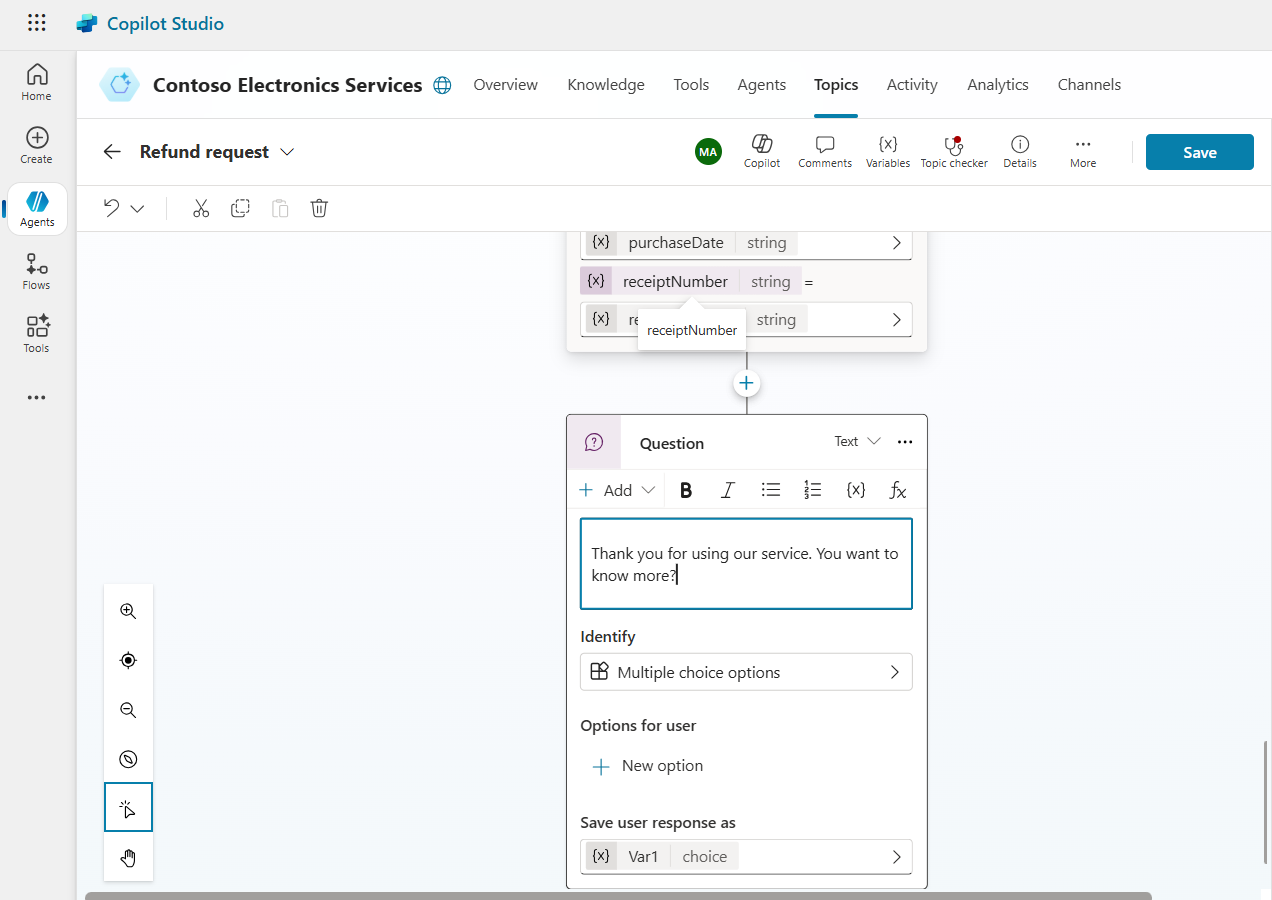 Copilot Studio
Home
Create
Agents
Flows
Tools
Contoso Electronics Services
Overview
Knowledge
Tools
Agents
Topics
Activity
Analytics
Channels
Refund request
MA
Copilot
Comments
{x}
Variables
Topic checker
Details
More
Save
{x} purchaseDate string
{x} receiptNumber string =
{x} re string
receiptNumber
Question
Text
Add
B I {x} fx
Thank you for using our service. You want to
know more?
Identify
Multiple choice options
Options for user
New option
Save user response as
{x} Var1 choice